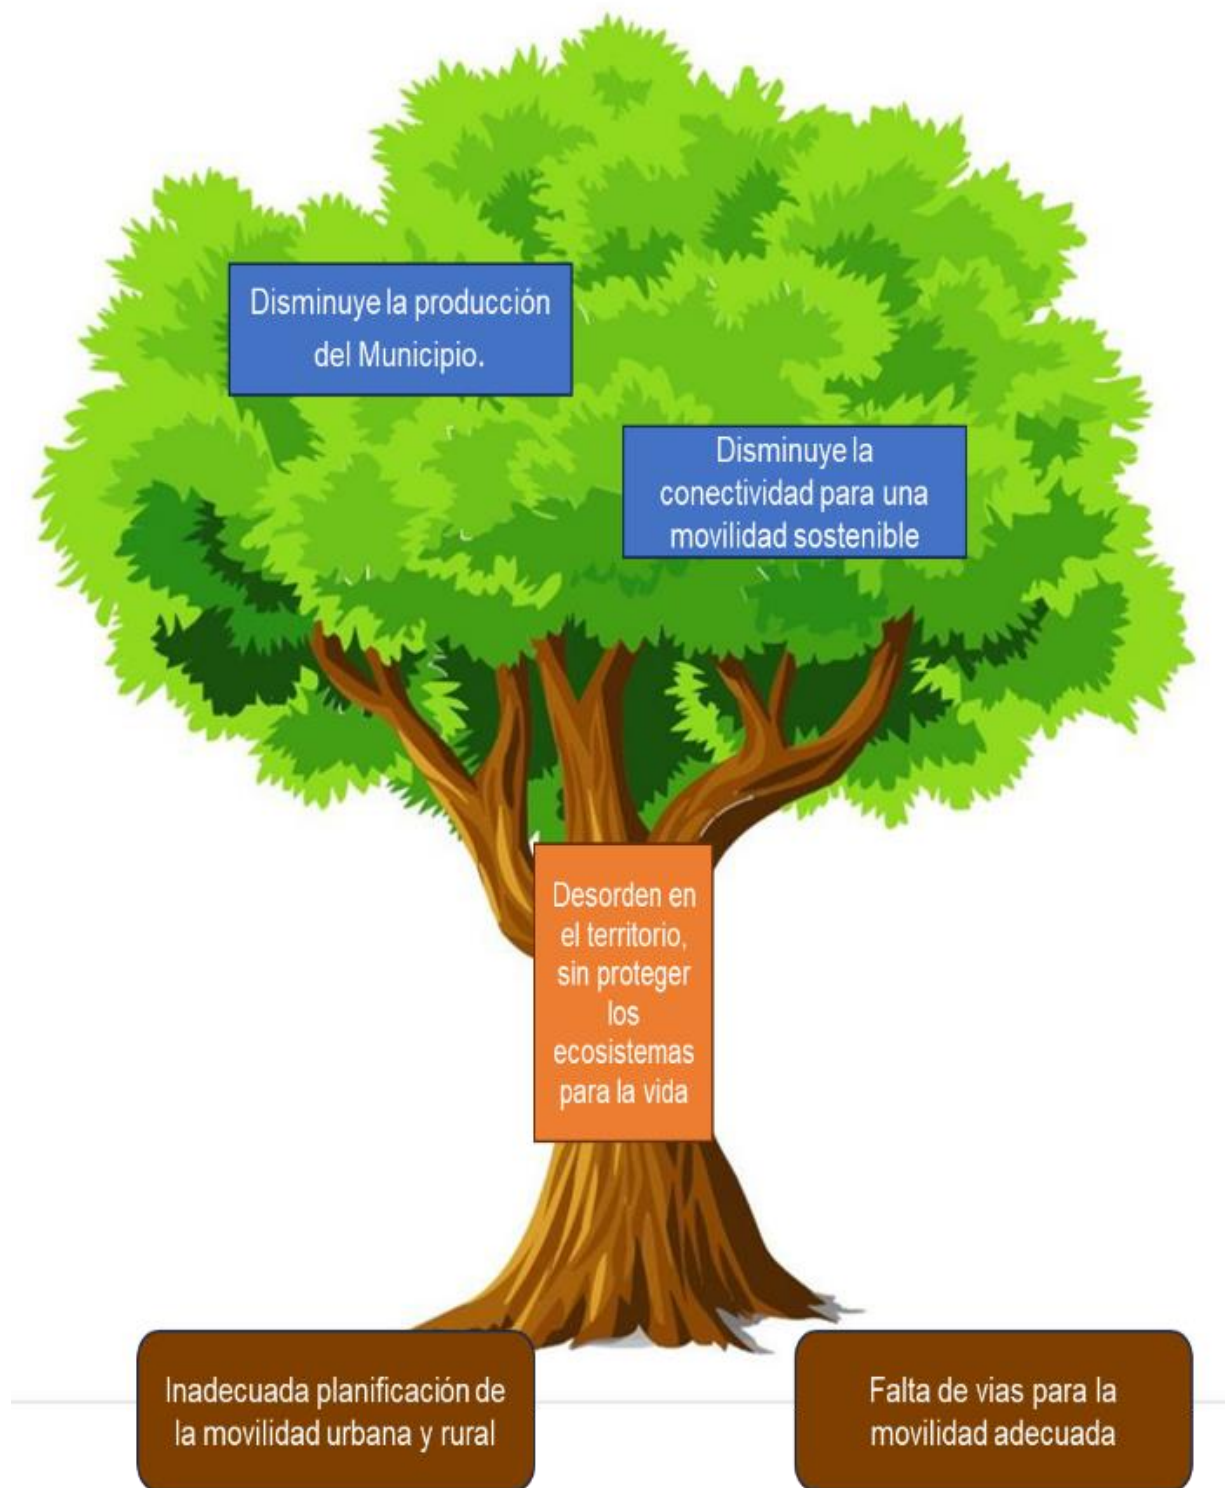 Disminuye la producción
del Municipio.
Disminuye la
conectividad para una
movilidad sostenible
Desorden en
el territorio,
sin proteger
los
ecosistemas
para la vida
Inadecuada planificación de
la movilidad urbana y rural
Falta de vias para la
movilidad adecuada